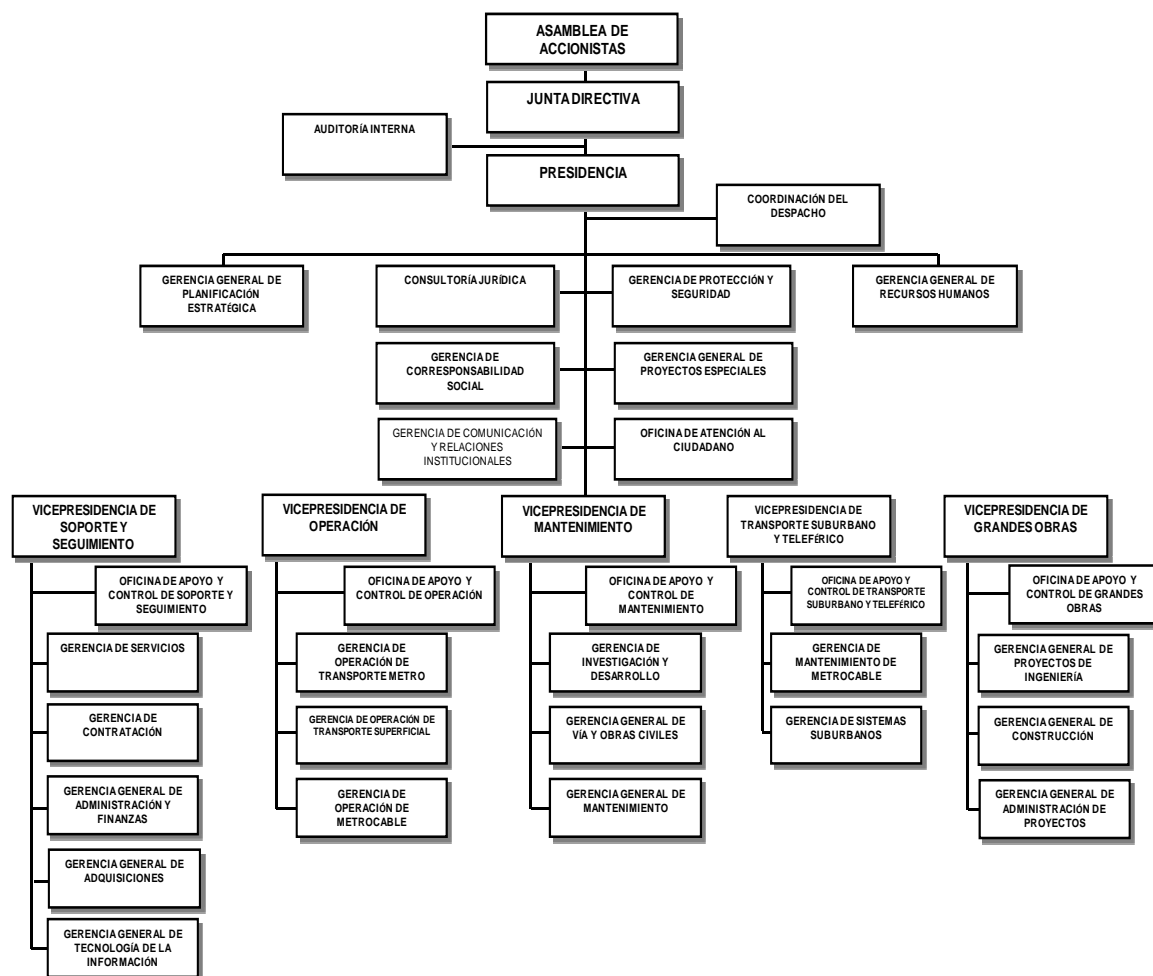 ASAMBLEA DE
ACCIONISTAS
JUNTA DIRECTIVA
AUDITORÍA INTERNA
PRESIDENCIA
COORDINACIÓN DEL
DESPACHO
GERENCIA GENERAL DE
PLANIFICACIÓN
ESTRATÉGICA
CONSULTORÍA JURÍDICA
GERENCIA DE PROTECCIÓN Y
SEGURIDAD
GERENCIA GENERAL DE
RECURSOS HUMANOS
GERENCIA DE
CORRESPONSABILIDAD
SOCIAL
GERENCIA GENERAL DE
PROYECTOS ESPECIALES
GERENCIA DE COMUNICACIÓN
Y RELACIONES
INSTITUCIONALES
OFICINA DE ATENCIÓN AL
CIUDADANO
VICEPRESIDENCIA DE
SOPORTE Y
SEGUIMIENTO
OFICINA DE APOYO Y
CONTROL DE SOPORTE Y
SEGUIMIENTO
GERENCIA DE SERVICIOS
GERENCIA DE
CONTRATACIÓN
GERENCIA GENERAL DE
ADMINISTRACIÓN Y
FINANZAS
GERENCIA GENERAL DE
ADQUISICIONES
GERENCIA GENERAL DE
TECNOLOGÍA DE LA
INFORMACIÓN
VICEPRESIDENCIA DE
OPERACIÓN
OFICINA DE APOYO Y
CONTROL DE OPERACIÓN
GERENCIA DE
OPERACIÓN DE
TRANSPORTE METRO
GERENCIA DE OPERACIÓN DE
TRANSPORTE SUPERFICIAL
GERENCIA DE
OPERACIÓN DE
METROCABLE
VICEPRESIDENCIA DE
MANTENIMIENTO
OFICINA DE APOYO Y
CONTROL DE
MANTENIMIENTO
GERENCIA DE
INVESTIGACIÓN Y
DESARROLLO
GERENCIA GENERAL DE
VÍA Y OBRAS CIVILES
GERENCIA GENERAL DE
MANTENIMIENTO
VICEPRESIDENCIA DE
TRANSPORTE SUBURBANO
Y TELEFÉRICO
OFICINA DE APOYO Y
CONTROL DE TRANSPORTE
SUBURBANO Y TELEFÉRICO
GERENCIA DE
MANTENIMIENTO DE
METROCABLE
GERENCIA DE SISTEMAS
SUBURBANOS
VICEPRESIDENCIA DE
GRANDES OBRAS
OFICINA DE APOYO Y
CONTROL DE GRANDES
OBRAS
GERENCIA GENERAL DE
PROYECTOS DE
INGENIERÍA
GERENCIA GENERAL DE
CONSTRUCCIÓN
GERENCIA GENERAL DE
ADMINISTRACIÓN DE
PROYECTOS